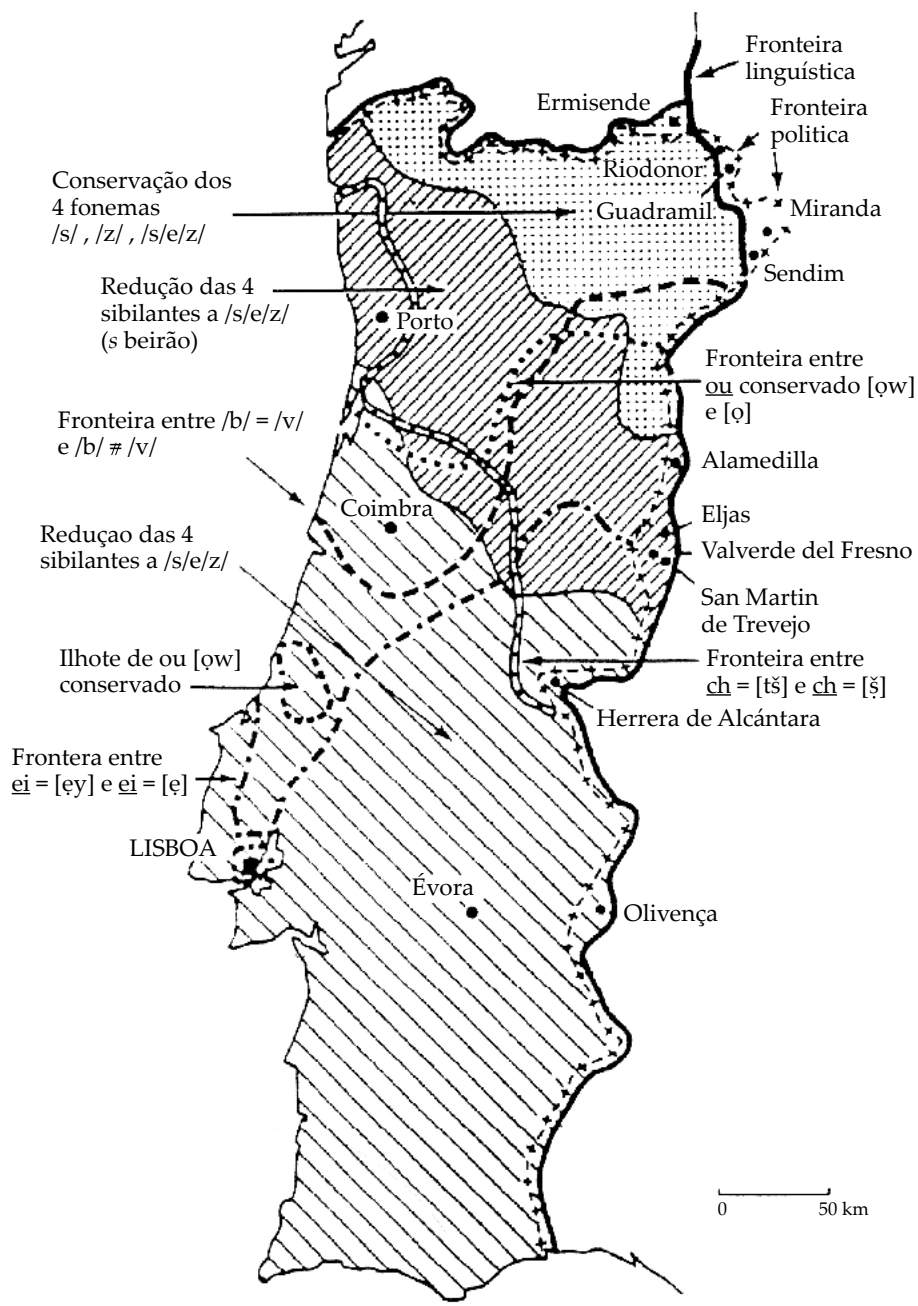 Fronteira
linguística
Ermisende
Fronteira
politica
Riodonor
Conservação dos
4 fonemas
/s/ , /z/ , /s/e/z/
Guadramil
Miranda
Sendim
Redução das 4
sibilantes a /s/e/z/
(s beirão)
Porto
Fronteira entre
ou conservado [ọw]
e [ọ]
Fronteira entre /b/ = /v/
e /b/ ≠ /v/
Alamedilla
Coimbra
Eljas
Reduçao das 4
sibilantes a /s/e/z/
Valverde del Fresno
San Martin
de Trevejo
Ilhote de ou [ọw]
conservado
Fronteira entre
ch = [tš] e ch = [ṣ̌]
Herrera de Alcántara
Frontera entre
ei = [ẹy] e ei = [ẹ]
LISBOA
Évora
Olivença
0 50 km